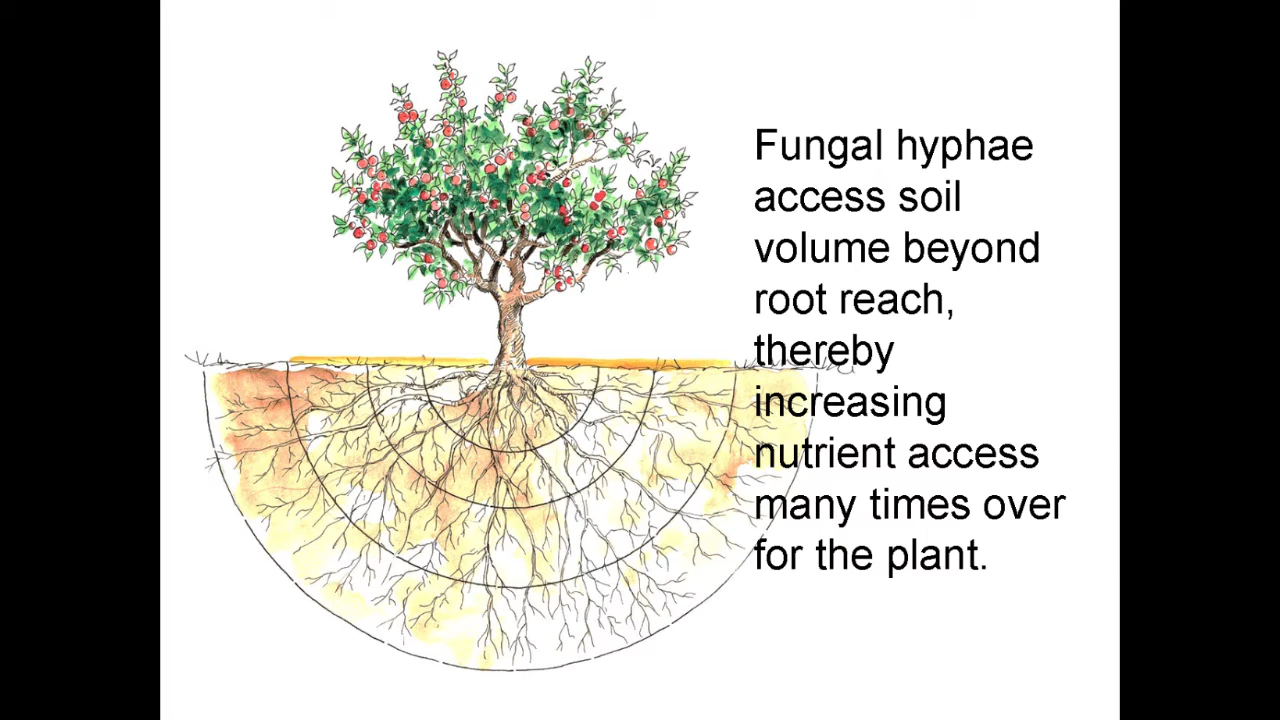 Fungal hyphae
access soil
volume beyond
root reach,
thereby
increasing
nutrient access
many times over
for the plant.